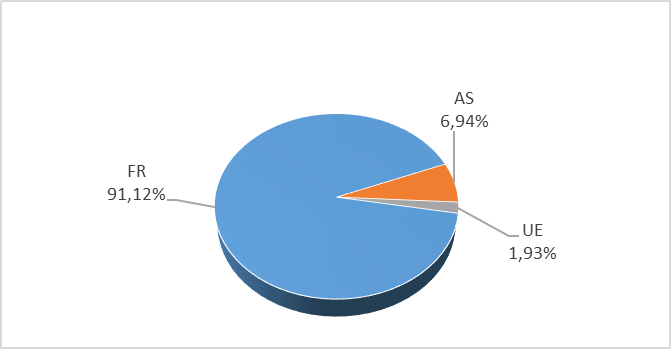 AS
6,94%
FR
91,12%
UE
1,93%